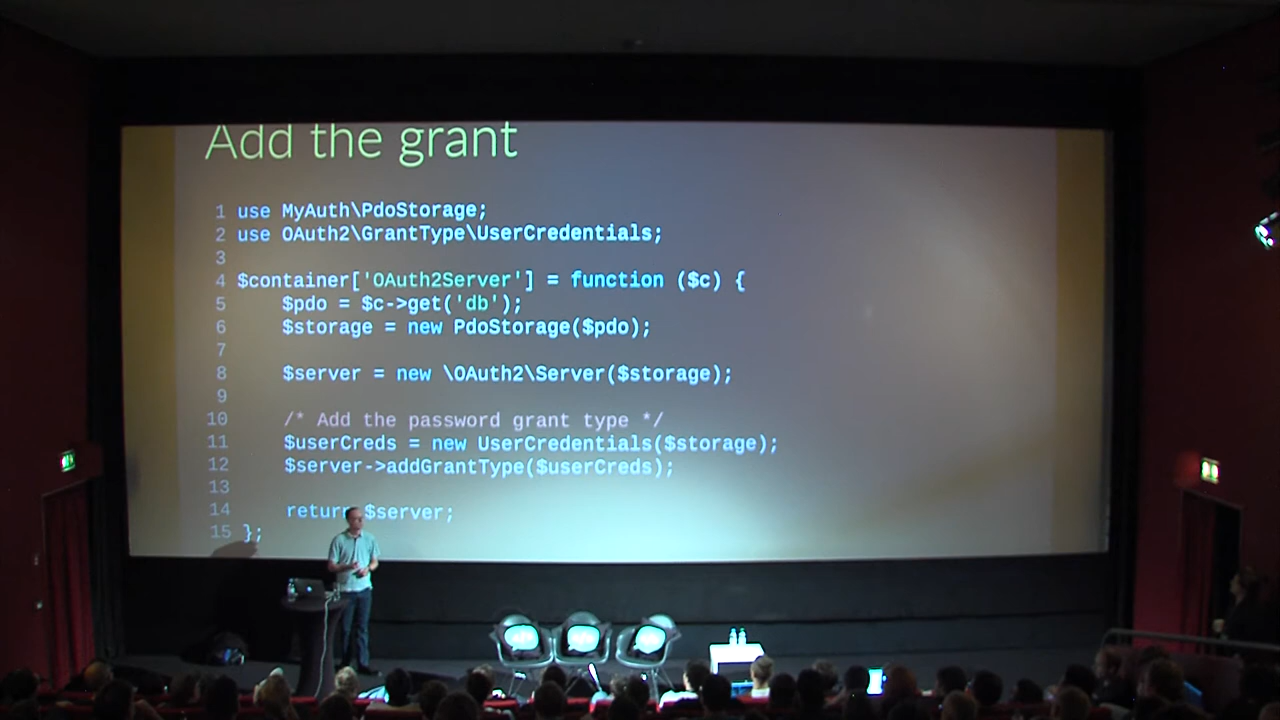 Add the grant
1 use MyAuth\PdoStorage;
2 use OAuth2\GrantType\UserCredentials;
3
4 $container['OAuth2Server'] = function ($c) {
5     $pdo = $c->get('db');
6     $storage = new PdoStorage($pdo);
7
8     $server = new \OAuth2\Server($storage);
9
10     /* Add the password grant type */
11     $userCreds = new UserCredentials($storage);
12     $server->addGrantType($userCreds);
13
14     return $server;
15 };